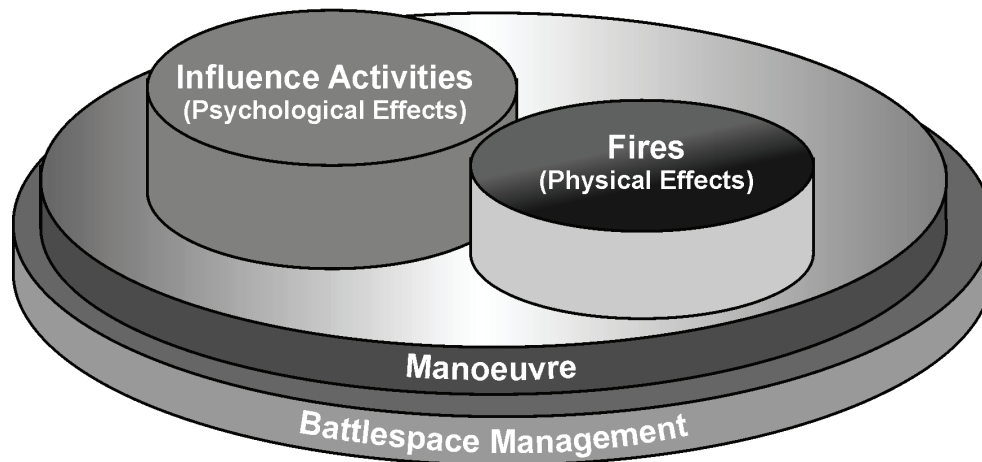 Influence Activities
(Psychological Effects)
Fires
(Physical Effects)
Manoeuvre
Battlespace Management